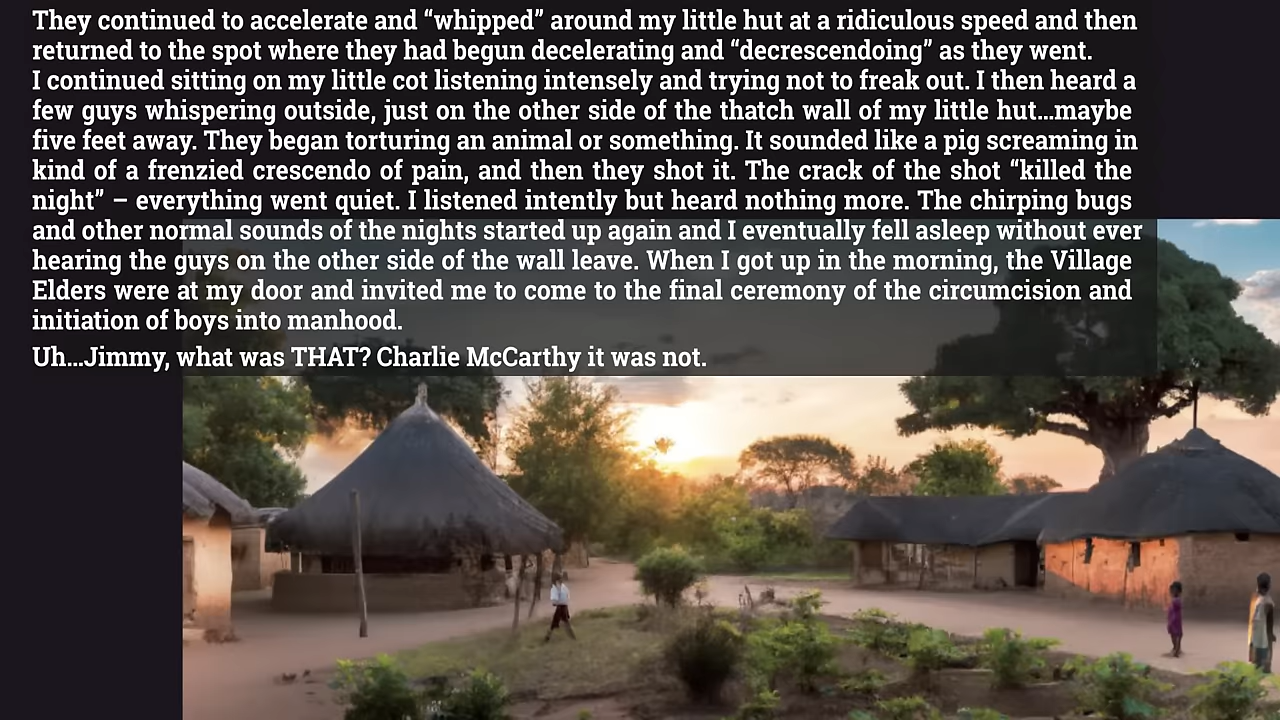 They continued to accelerate and “whipped” around my little hut at a ridiculous speed and then
returned to the spot where they had begun decelerating and “decrescendoing” as they went.
I continued sitting on my little cot listening intensely and trying not to freak out. I then heard a
few guys whispering outside, just on the other side of the thatch wall of my little hut...maybe
five feet away. They began torturing an animal or something. It sounded like a pig screaming in
kind of a frenzied crescendo of pain, and then they shot it. The crack of the shot “killed the
night” – everything went quiet. I listened intently but heard nothing more. The chirping bugs
and other normal sounds of the nights started up again and I eventually fell asleep without ever
hearing the guys on the other side of the wall leave. When I got up in the morning, the Village
Elders were at my door and invited me to come to the final ceremony of the circumcision and
initiation of boys into manhood.
Uh...Jimmy, what was THAT? Charlie McCarthy it was not.